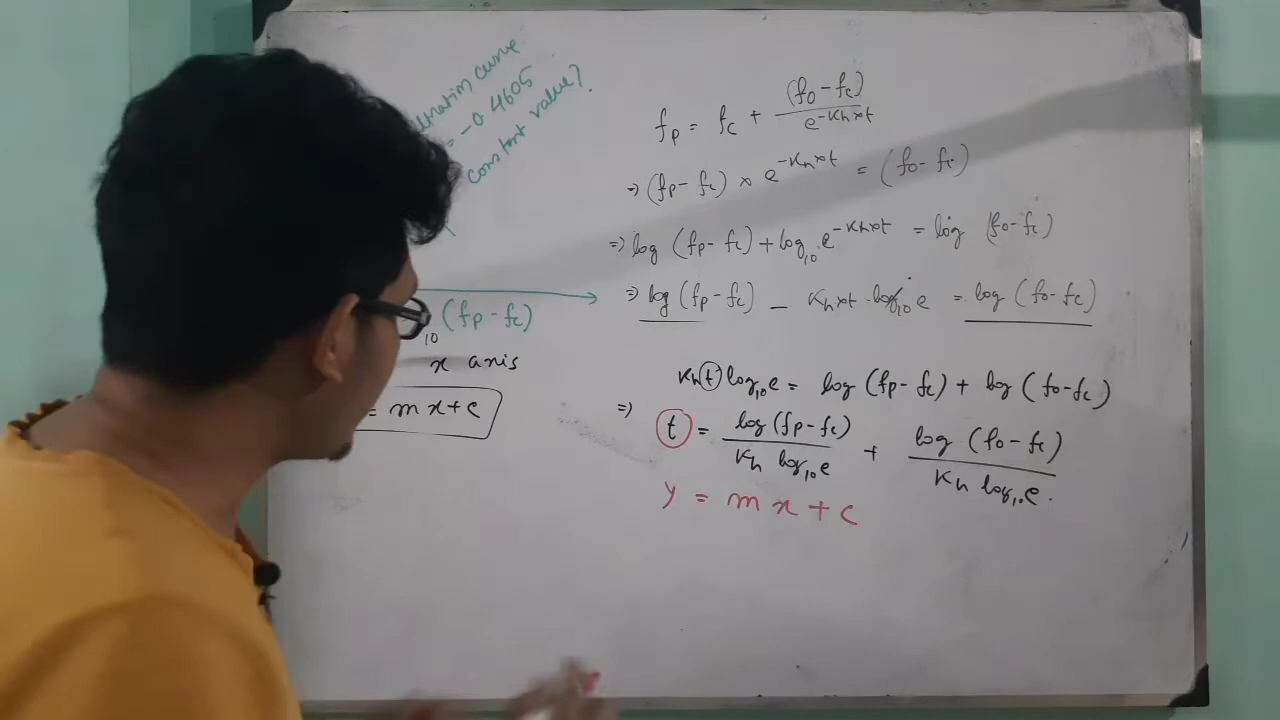 curve
= -0.4605
constant value?
10 (fp - fc)
x axis
= mx+c
fp = fc + (fo - fc) / e^-Kh×t
⇒ (fp - fc) × e^-Kh×t = (fo - fc)
⇒ log (fp - fc) + log10 e^-Kh×t = log (fo - fc)
⇒ log (fp - fc) - Kh×t · log10 e = log (fo - fc)
Kh t log10 e = log (fp - fc) + log (fo - fc)
⇒ t = log (fp - fc) / Kh log10 e + log (fo - fc) / Kh log10 e.
y = mx + c